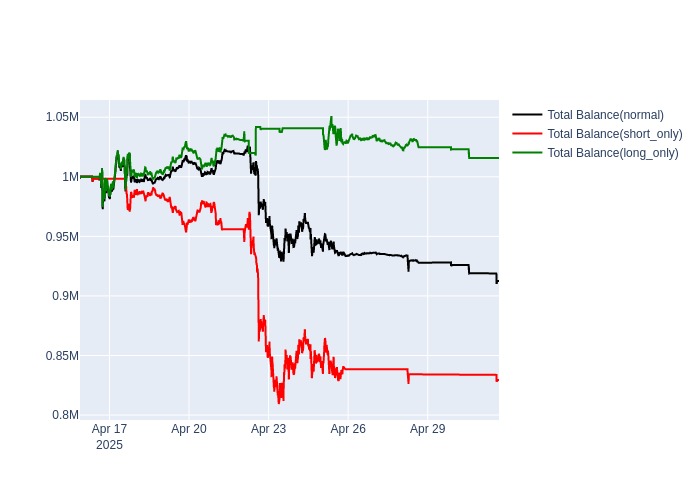 1.05M
1M
0.95M
0.9M
0.85M
0.8M
Apr 17
2025
Apr 20
Apr 23
Apr 26
Apr 29
Total Balance(normal)
Total Balance(short_only)
Total Balance(long_only)